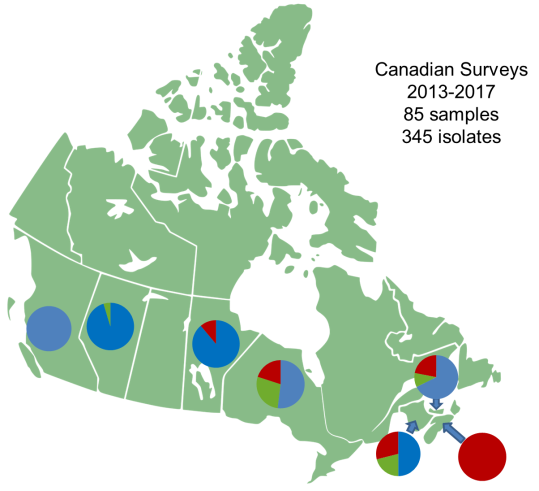 Canadian Surveys
2013-2017
85 samples
345 isolates